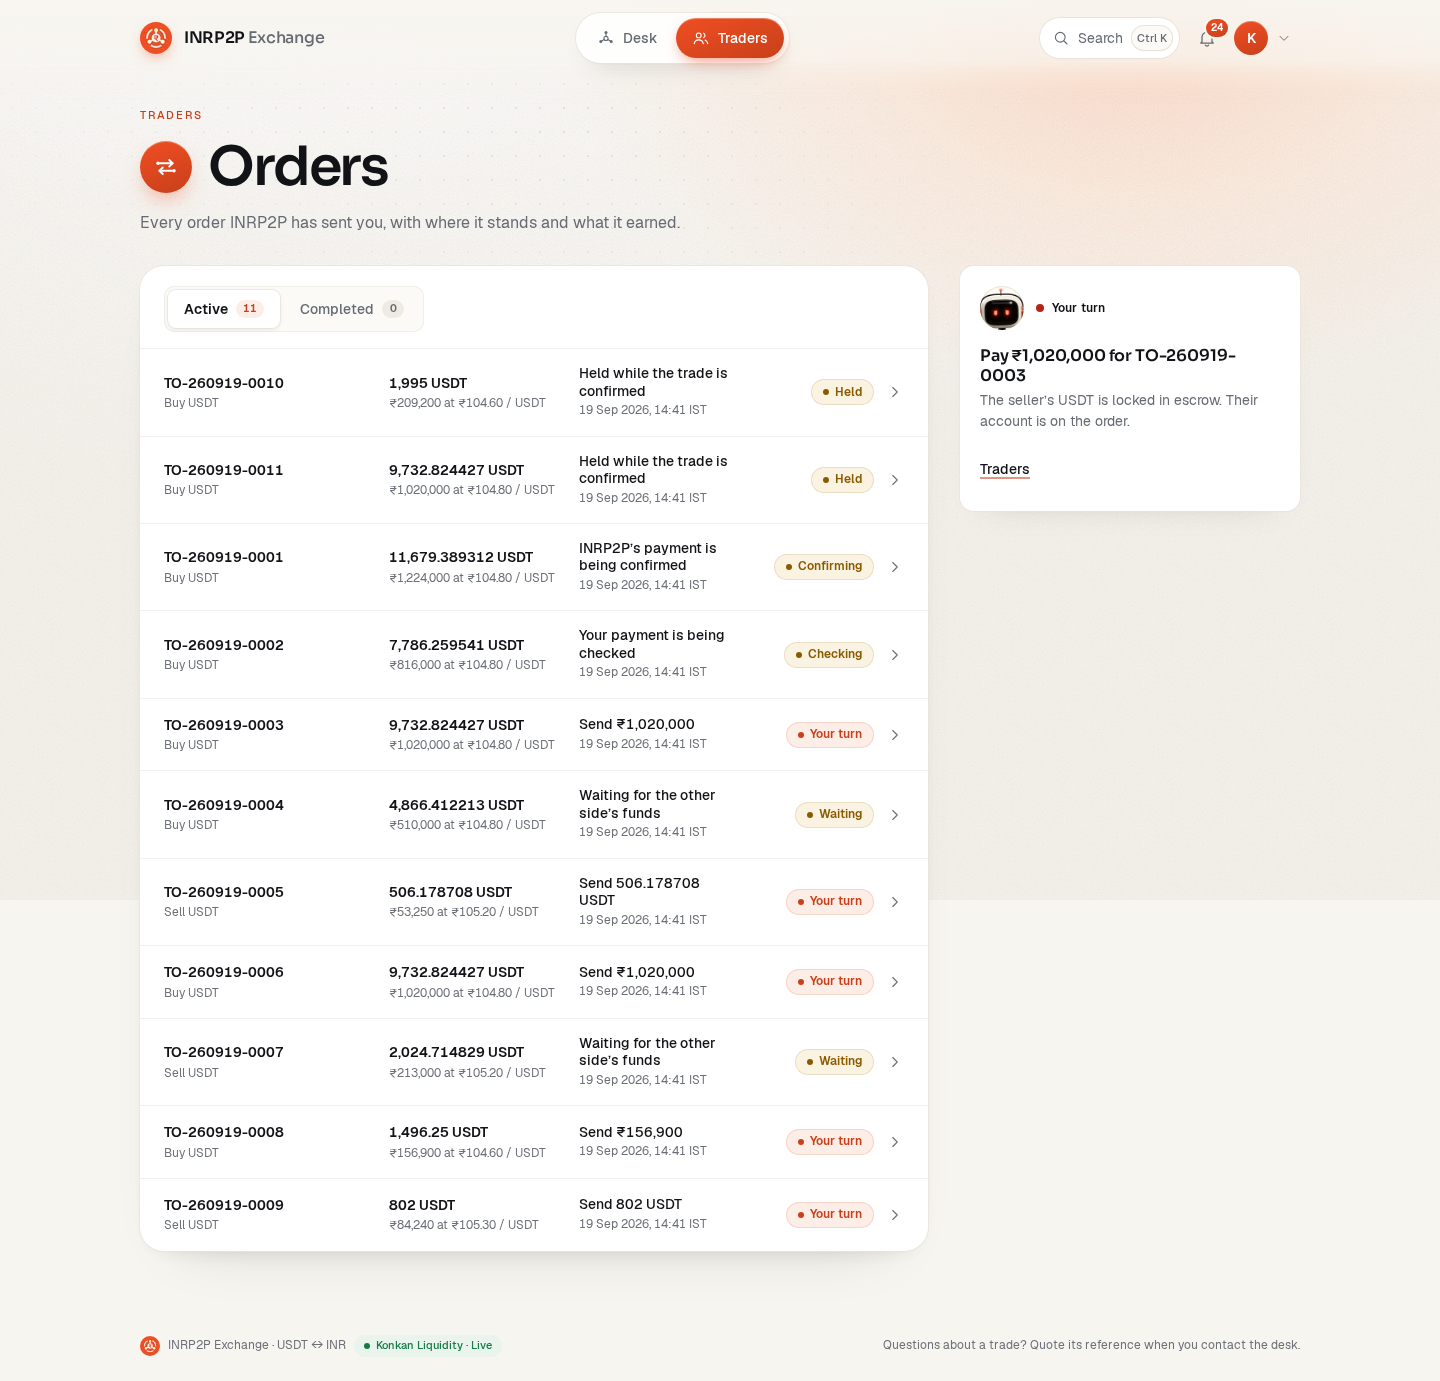 INRP2P Exchange
Desk
Traders
Search
Ctrl K
24
K
TRADERS
Orders
Every order INRP2P has sent you, with where it stands and what it earned.
Active 11
Completed 0
TO-260919-0010
Buy USDT
1,995 USDT
₹209,200 at ₹104.60 / USDT
Held while the trade is
confirmed
19 Sep 2026, 14:41 IST
Held
TO-260919-0011
Buy USDT
9,732.824427 USDT
₹1,020,000 at ₹104.80 / USDT
Held while the trade is
confirmed
19 Sep 2026, 14:41 IST
Held
TO-260919-0001
Buy USDT
11,679.389312 USDT
₹1,224,000 at ₹104.80 / USDT
INRP2P's payment is
being confirmed
19 Sep 2026, 14:41 IST
Confirming
TO-260919-0002
Buy USDT
7,786.259541 USDT
₹816,000 at ₹104.80 / USDT
Your payment is being
checked
19 Sep 2026, 14:41 IST
Checking
TO-260919-0003
Buy USDT
9,732.824427 USDT
₹1,020,000 at ₹104.80 / USDT
Send ₹1,020,000
19 Sep 2026, 14:41 IST
Your turn
TO-260919-0004
Buy USDT
4,866.412213 USDT
₹510,000 at ₹104.80 / USDT
Waiting for the other
side's funds
19 Sep 2026, 14:41 IST
Waiting
TO-260919-0005
Sell USDT
506.178708 USDT
₹53,250 at ₹105.20 / USDT
Send 506.178708
USDT
19 Sep 2026, 14:41 IST
Your turn
TO-260919-0006
Buy USDT
9,732.824427 USDT
₹1,020,000 at ₹104.80 / USDT
Send ₹1,020,000
19 Sep 2026, 14:41 IST
Your turn
TO-260919-0007
Sell USDT
2,024.714829 USDT
₹213,000 at ₹105.20 / USDT
Waiting for the other
side's funds
19 Sep 2026, 14:41 IST
Waiting
TO-260919-0008
Buy USDT
1,496.25 USDT
₹156,900 at ₹104.60 / USDT
Send ₹156,900
19 Sep 2026, 14:41 IST
Your turn
TO-260919-0009
Sell USDT
802 USDT
₹84,240 at ₹105.30 / USDT
Send 802 USDT
19 Sep 2026, 14:41 IST
Your turn
Your turn
Pay ₹1,020,000 for TO-260919-
0003
The seller's USDT is locked in escrow. Their
account is on the order.
Traders
INRP2P Exchange · USDT ↔ INR
Konkan Liquidity · Live
Questions about a trade? Quote its reference when you contact the desk.